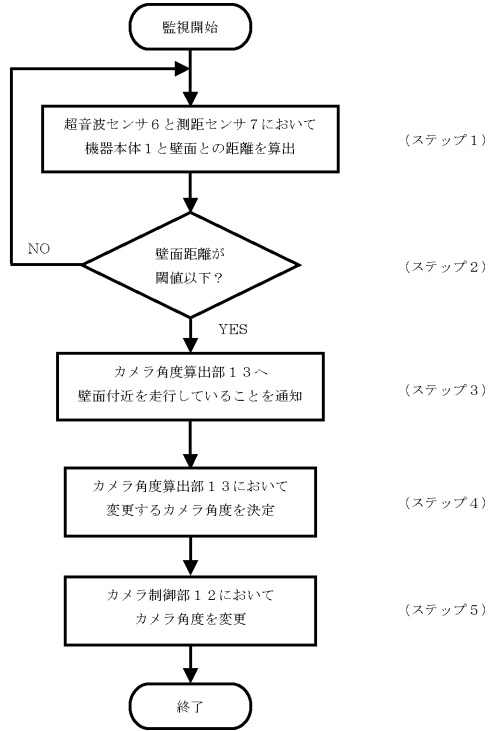 監視開始
超音波センサ６と測距センサ７において
機器本体１と壁面との距離を算出
（ステップ１）
壁面距離が
閾値以下？
（ステップ２）
NO
YES
カメラ角度算出部１３へ
壁面付近を走行していることを通知
（ステップ３）
カメラ角度算出部１３において
変更するカメラ角度を決定
（ステップ４）
カメラ制御部１２において
カメラ角度を変更
（ステップ５）
終了